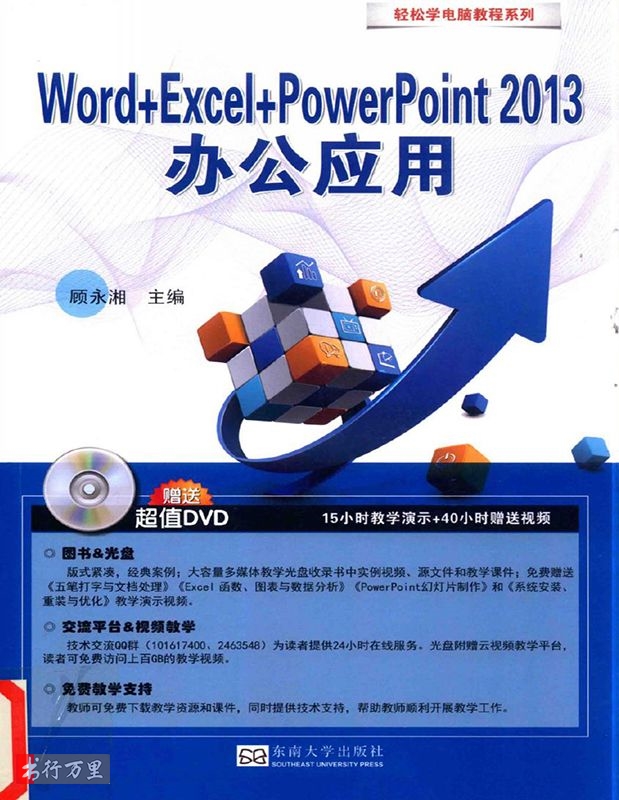 轻松学电脑教程系列
Word+Excel+PowerPoint 2013
办公应用
顾永湘 主编
赠送
超值DVD
15小时教学演示+40小时赠送视频
图书&光盘
版式紧凑，经典案例；大容量多媒体教学光盘收录书中实例视频、源文件和教学课件；免费赠送
《五笔打字与文档处理》《Excel 函数、图表与数据分析》《PowerPoint幻灯片制作》和《系统安装、
重装与优化》教学演示视频。
交流平台&视频教学
技术交流QQ群（101617400、2463548）为读者提供24小时在线服务。光盘附赠云视频教学平台，
读者可免费访问上百GB的教学视频。
免费教学支持
教师可免费下载教学资源和课件，同时提供技术支持，帮助教师顺利开展教学工作。
东南大学出版社
SOUTHEAST UNIVERSITY PRESS
书行万里